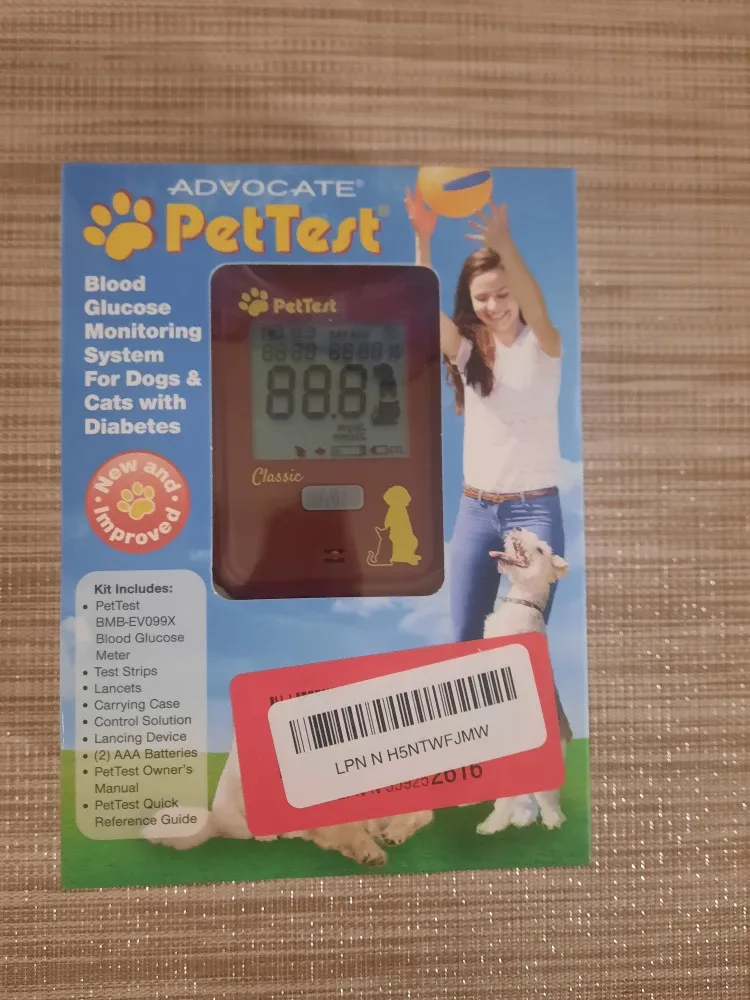 ADVOCATE®
PetTest®
Blood
Glucose
Monitoring
System
For Dogs &
Cats with
Diabetes
PetTest
88.8
Classic
New and
Improved
Kit Includes:
• PetTest
BMB-EV099X
Blood Glucose
Meter
• Test Strips
• Lancets
• Carrying Case
• Control Solution
• Lancing Device
• (2) AAA Batteries
• PetTest Owner's
Manual
• PetTest Quick
Reference Guide
LPN N H5NTWFJMW
2616